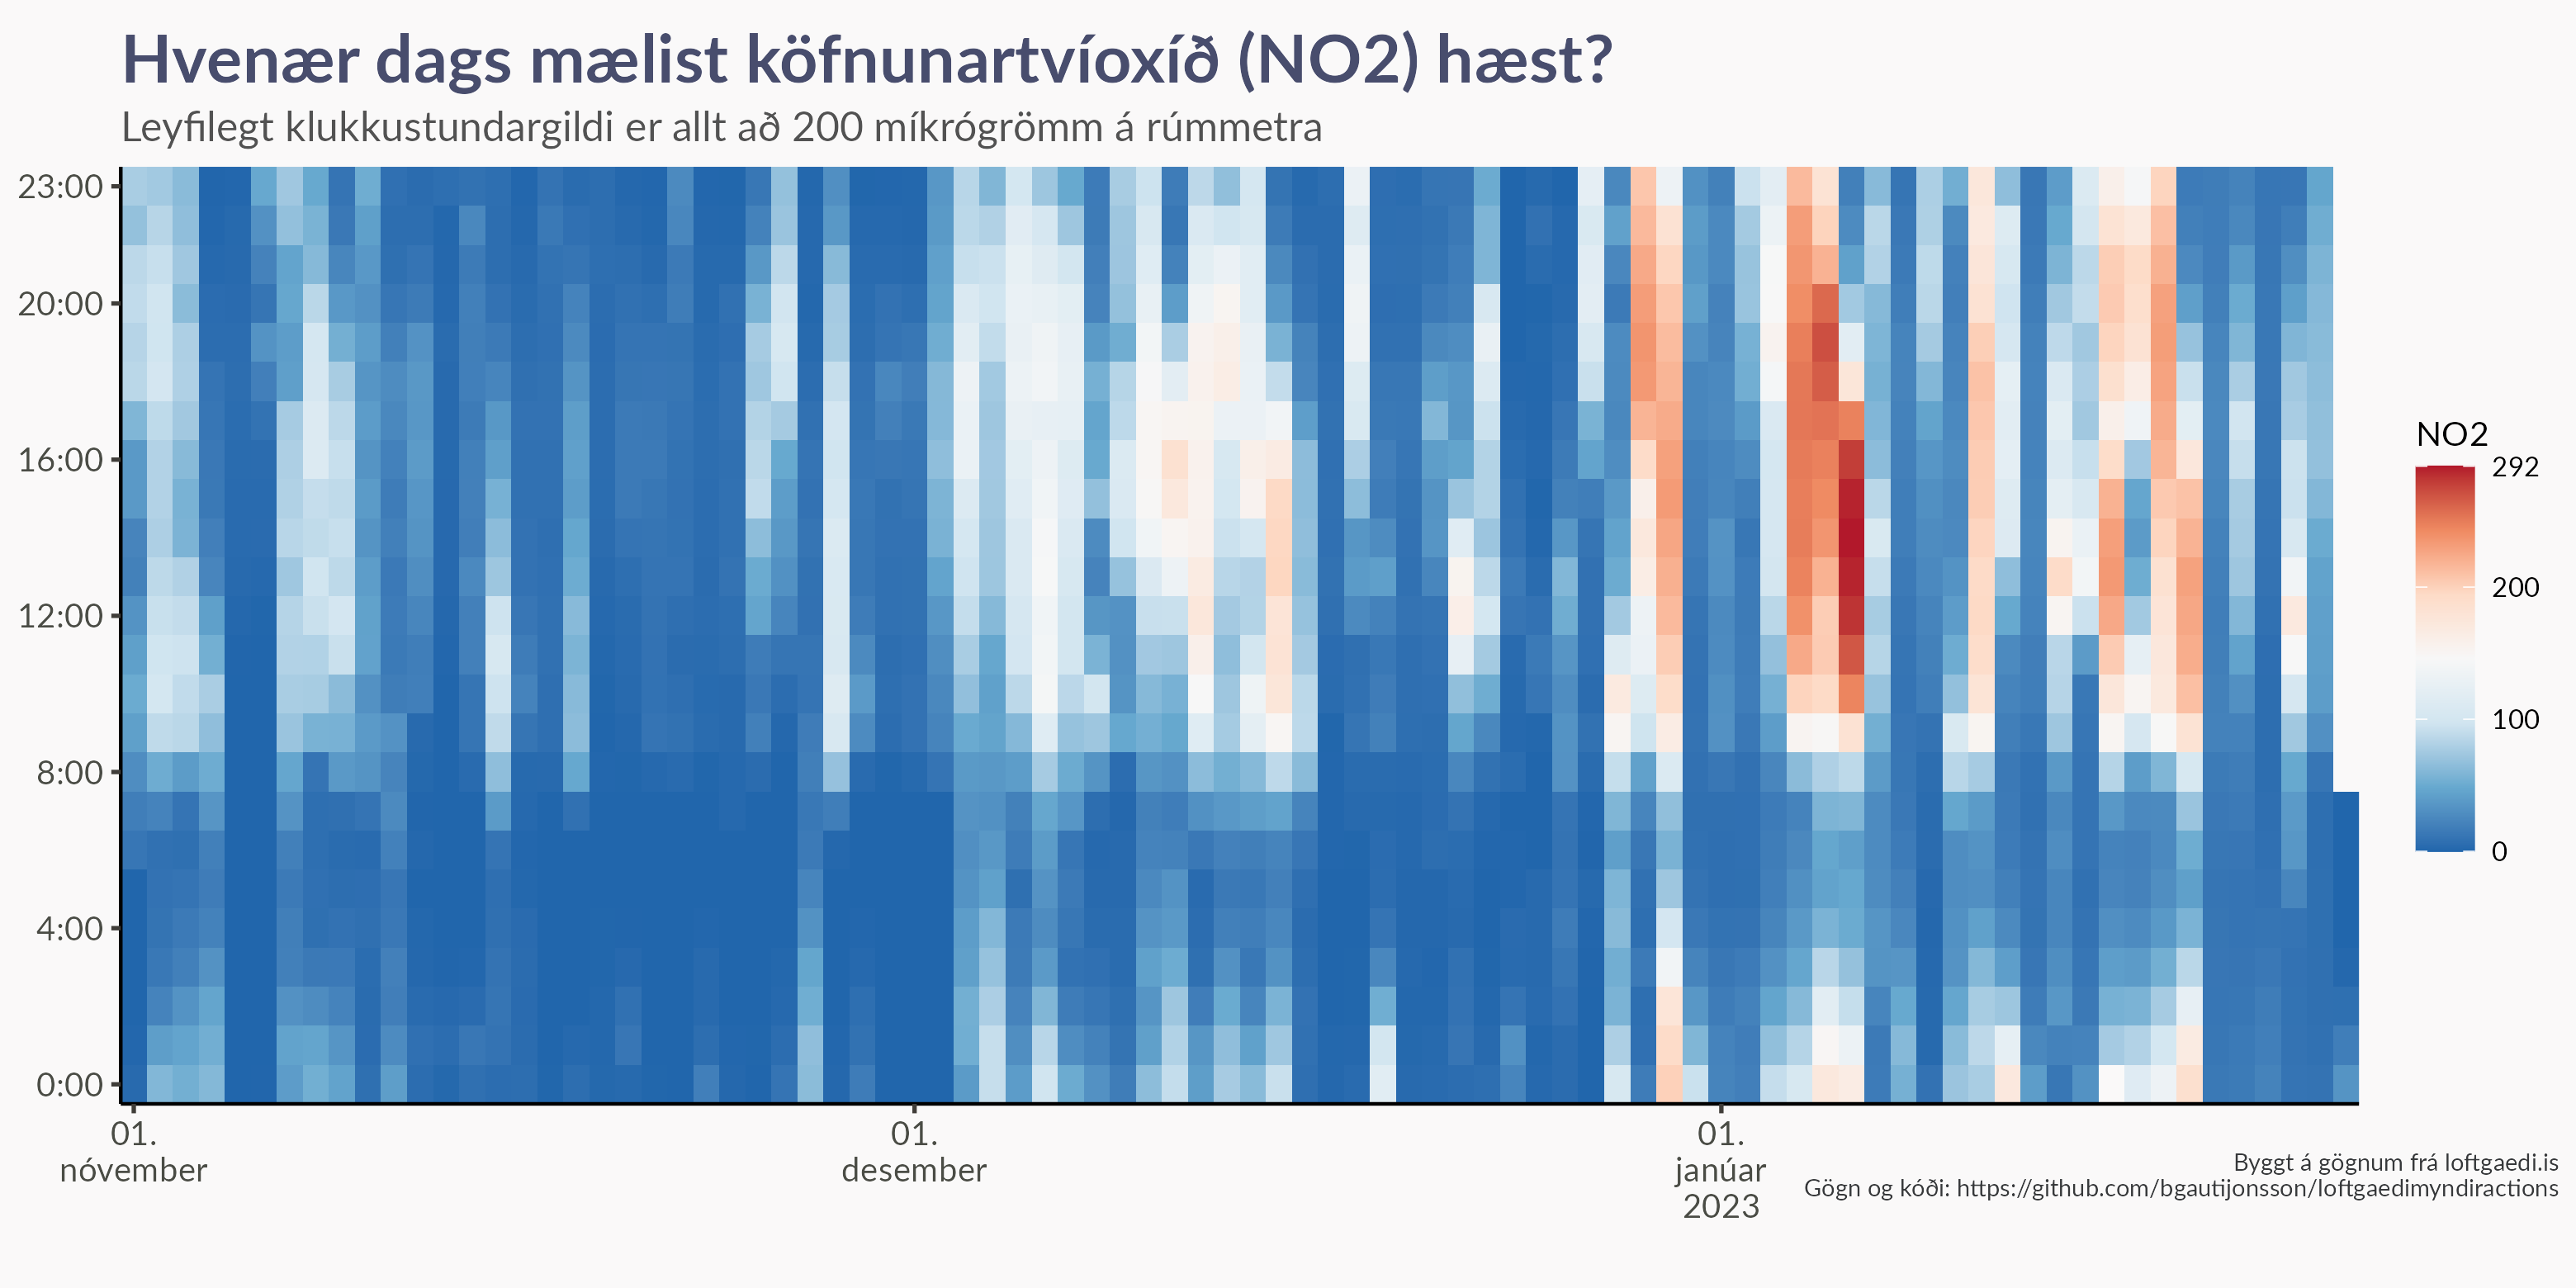 Hvenær dags mælist köfnunartvíoxíð (NO2) hæst?
Leyfilegt klukkustundargildi er allt að 200 míkrógrömm á rúmmetra
23:00
20:00
16:00
12:00
8:00
4:00
0:00
NO2
292
200
100
0
01.
nóvember
01.
desember
01.
janúar
2023
Byggt á gögnum frá loftgaedi.is
Gögn og kóði: https://github.com/bgautijonsson/loftgaedimyndiractions